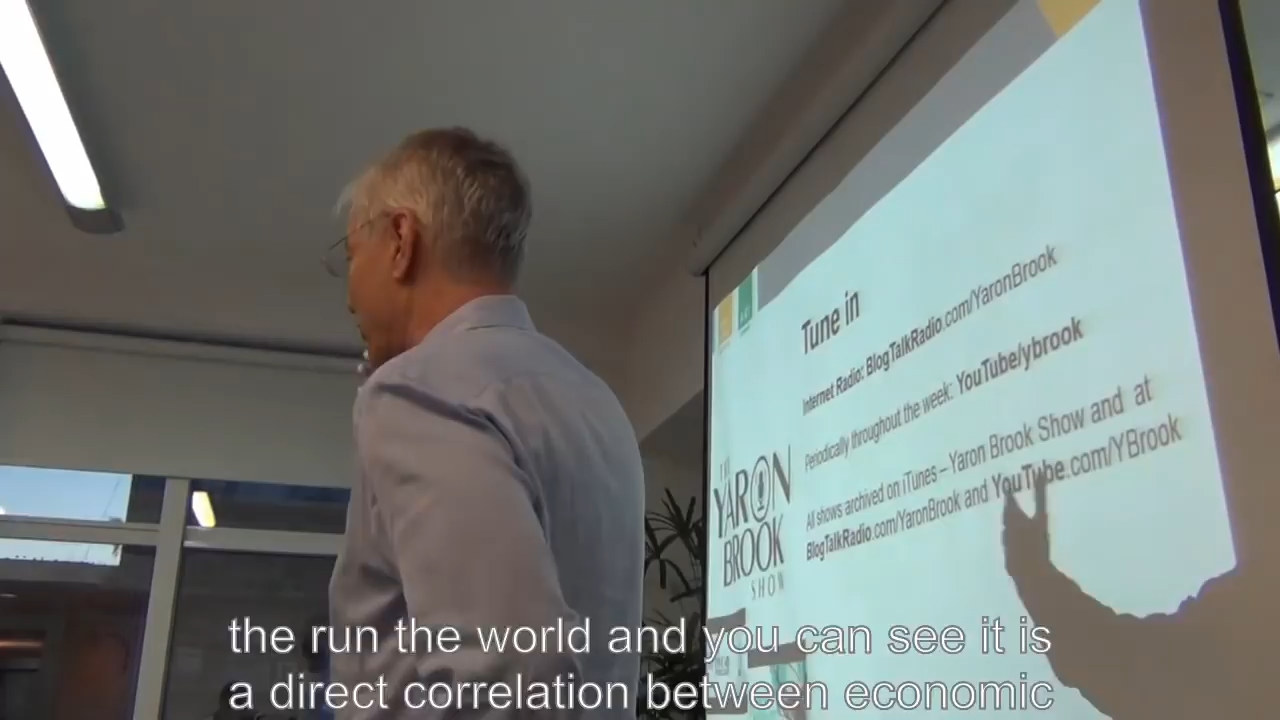 Tune in
Internet Radio: BlogTalkRadio.com/YaronBrook
Periodically throughout the week: YouTube/ybrook
All shows archived on iTunes – Yaron Brook Show and at
BlogTalkRadio.com/YaronBrook and YouTube.com/YBrook
THE
YARON
BROOK
SHOW
the run the world and you can see it is
a direct correlation between economic